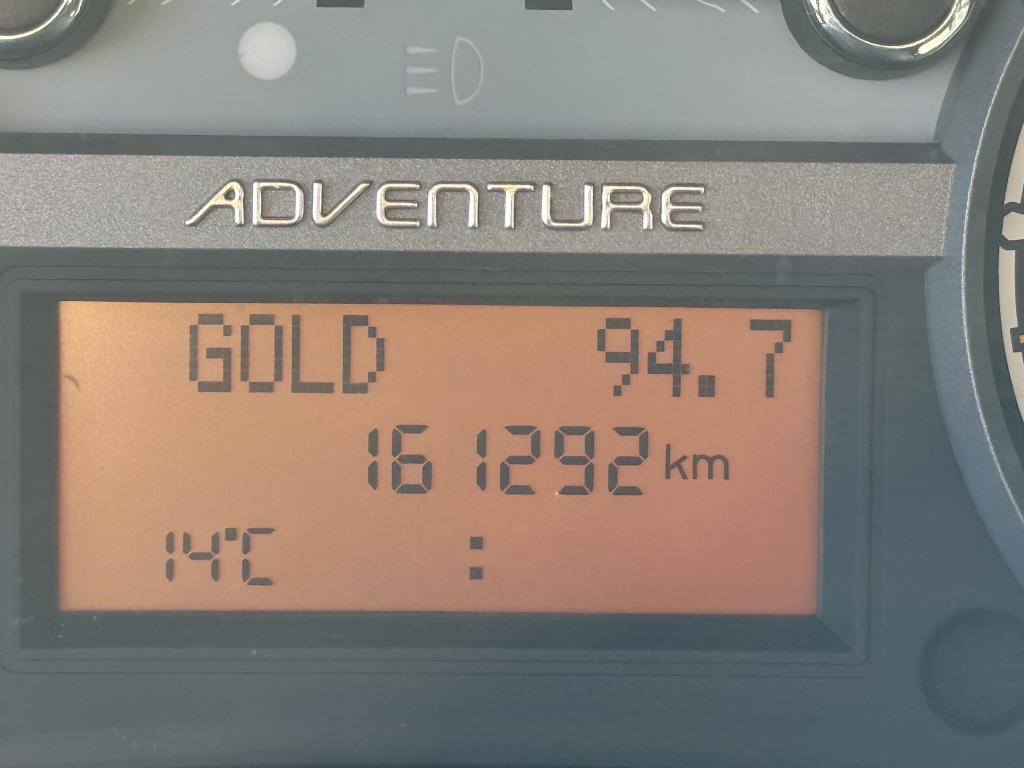 ADVENTURE
GOLD 94.7
161292 km
14°C :